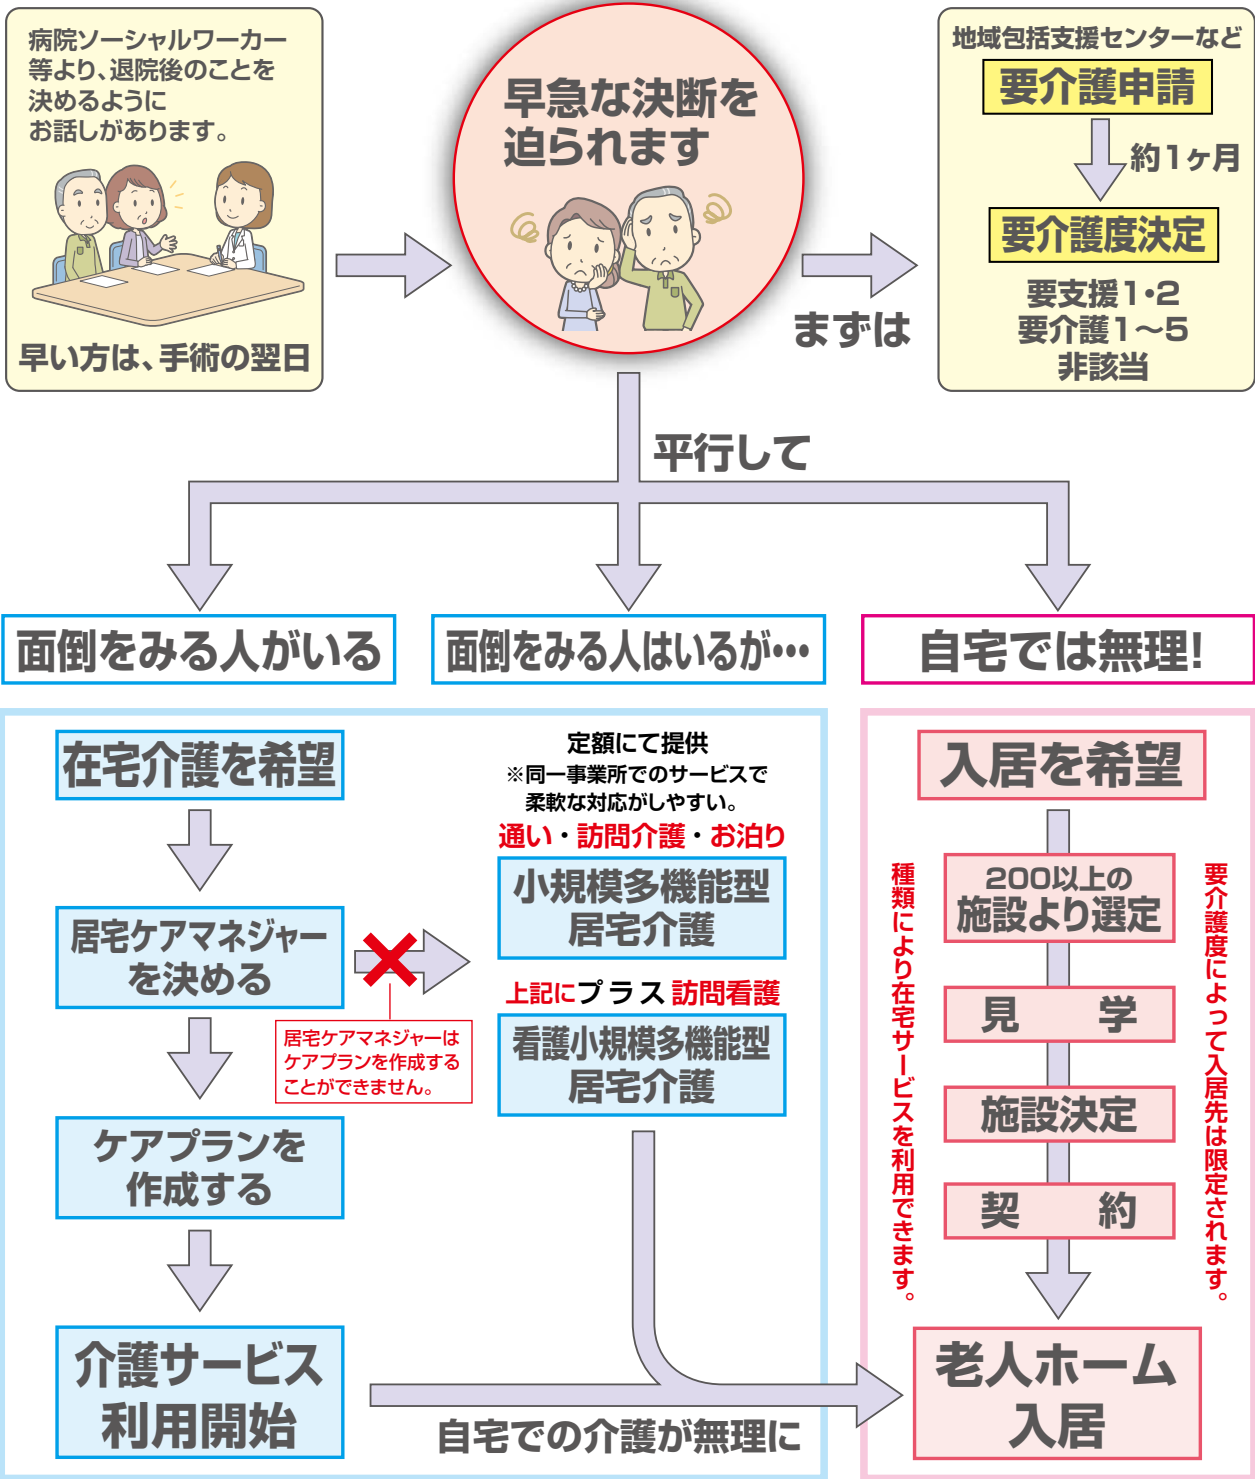 病院ソーシャルワーカー
等より、退院後のことを
決めるように
お話しがあります。
早い方は、手術の翌日
早急な決断を
迫られます
まずは
地域包括支援センターなど
要介護申請
約1ヶ月
要介護度決定
要支援1・2
要介護1～5
非該当
平行して
面倒をみる人がいる
面倒をみる人はいるが・・・
自宅では無理!
在宅介護を希望
居宅ケアマネジャー
を決める
居宅ケアマネジャーは
ケアプランを作成する
ことができません。
ケアプランを
作成する
介護サービス
利用開始
定額にて提供
※同一事業所でのサービスで
柔軟な対応がしやすい。
通い・訪問介護・お泊り
小規模多機能型
居宅介護
上記にプラス訪問看護
看護小規模多機能型
居宅介護
自宅での介護が無理に
入居を希望
200以上の
施設より選定
見　学
施設決定
契　約
老人ホーム
入居
要介護度によって入居先は限定されます。
種類により在宅サービスを利用できます。